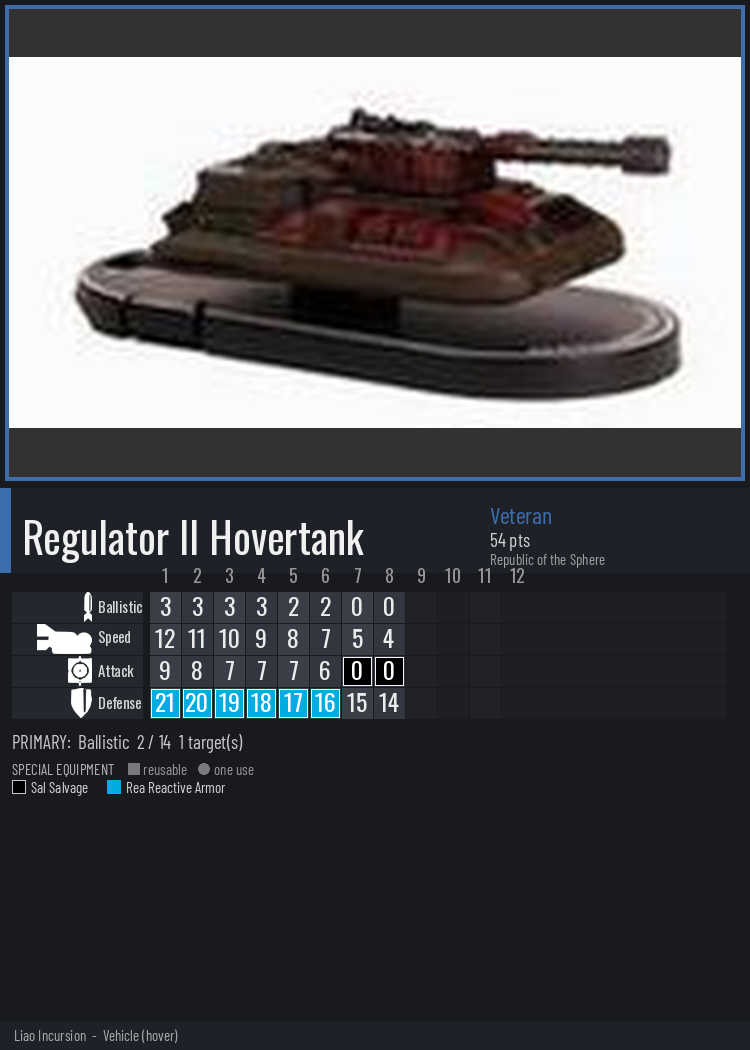 Regulator II Hovertank
Veteran
54 pts
Republic of the Sphere
1 2 3 4 5 6 7 8 9 10 11 12
Ballistic 3 3 3 3 2 2 0 0
Speed 12 11 10 9 8 7 5 4
Attack 9 8 7 7 7 6 0 0
Defense 21 20 19 18 17 16 15 14
PRIMARY: Ballistic 2 / 14 1 target(s)
SPECIAL EQUIPMENT reusable one use
Sal Salvage Rea Reactive Armor
Liao Incursion - Vehicle (hover)